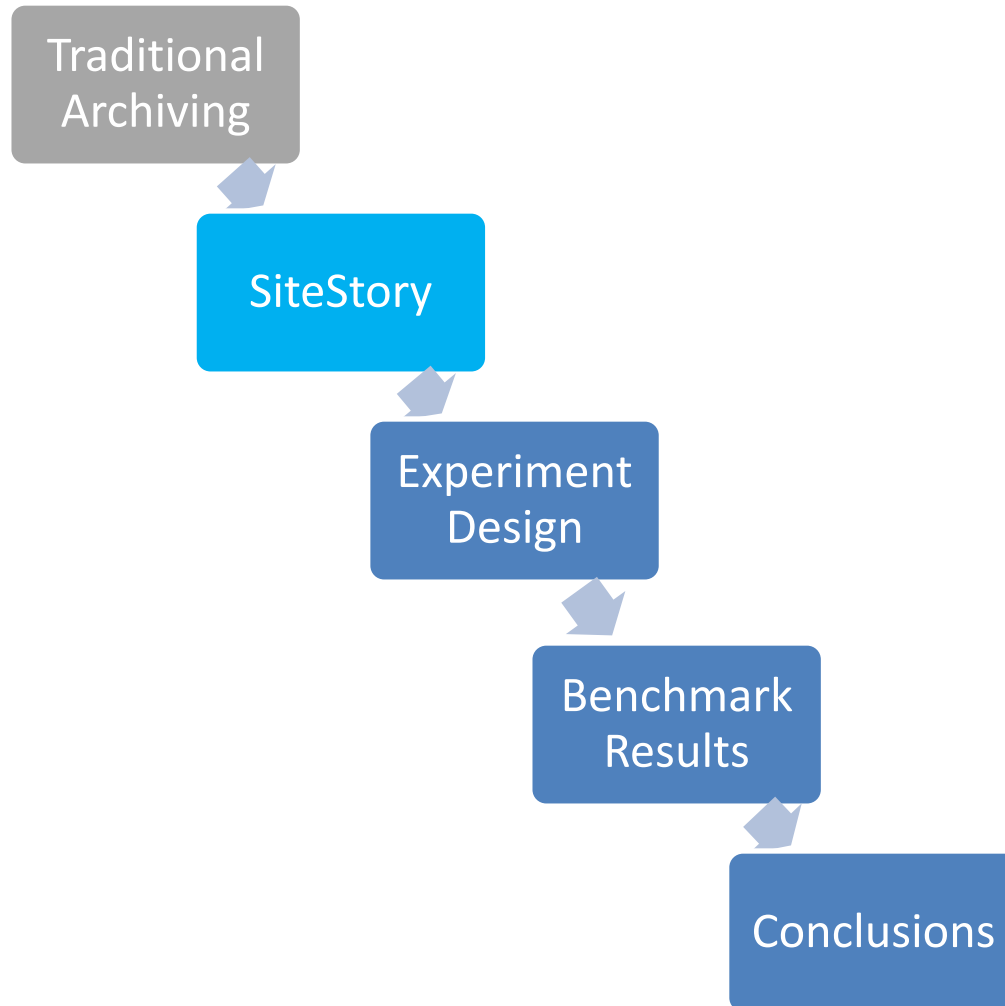 Traditional
Archiving
SiteStory
Experiment
Design
Benchmark
Results
Conclusions